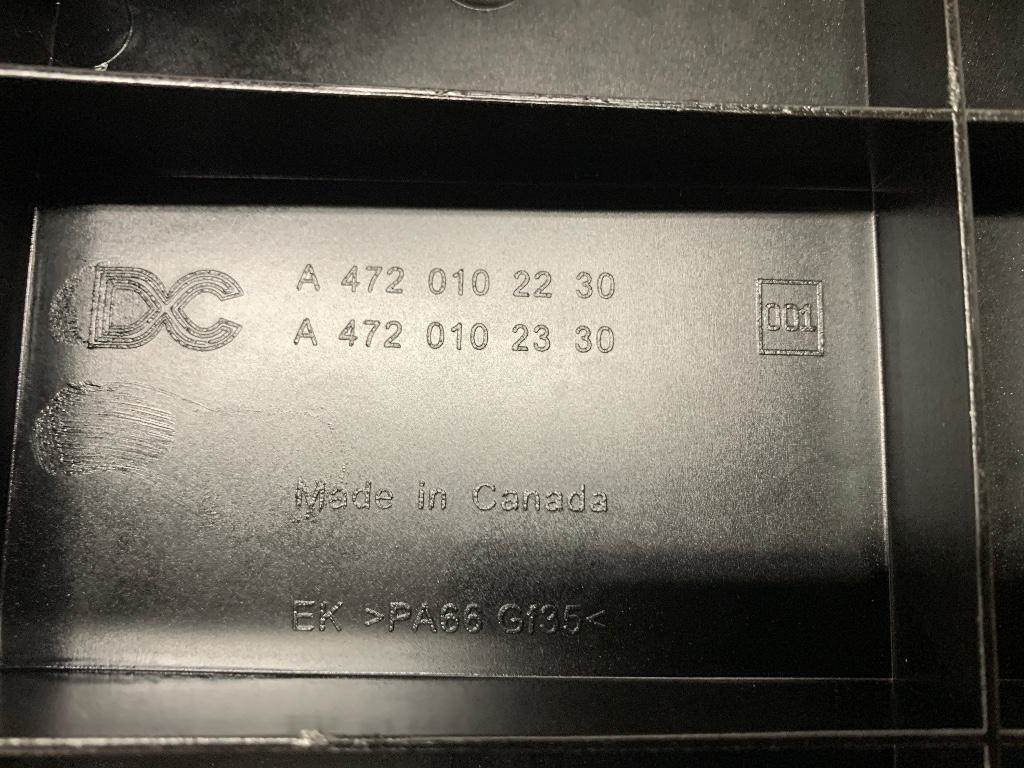 DC
A 472 010 22 30
A 472 010 23 30
001
Made in Canada
EK >PA66 Gf35<